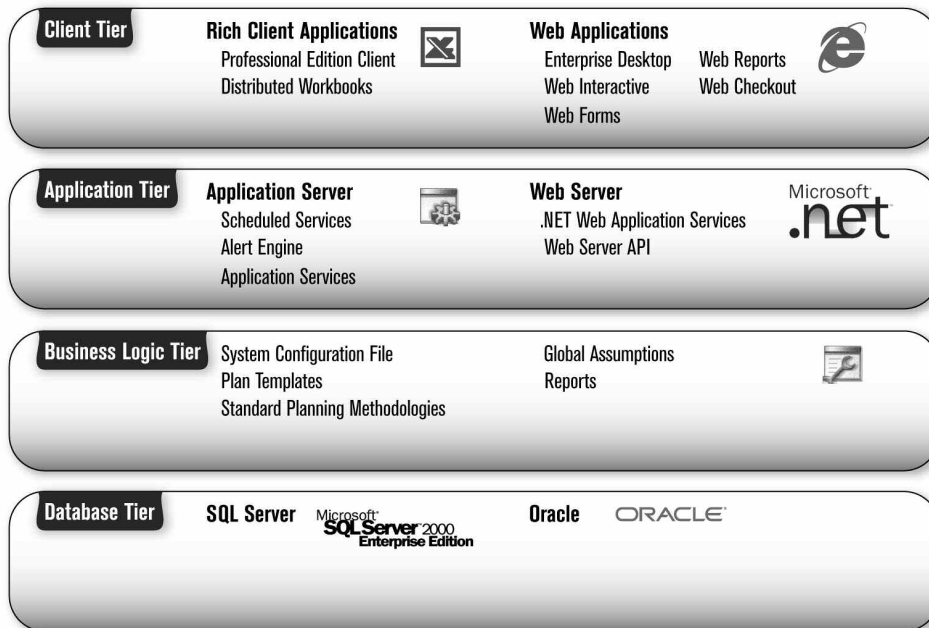 Client Tier
Rich Client Applications
Professional Edition Client
Distributed Workbooks
Web Applications
Enterprise Desktop
Web Interactive
Web Forms
Web Reports
Web Checkout
Application Tier
Application Server
Scheduled Services
Alert Engine
Application Services
Web Server
.NET Web Application Services
Web Server API
Microsoft
.net
Business Logic Tier
System Configuration File
Plan Templates
Standard Planning Methodologies
Global Assumptions
Reports
Database Tier
SQL Server
Microsoft
SQL Server 2000
Enterprise Edition
Oracle
ORACLE